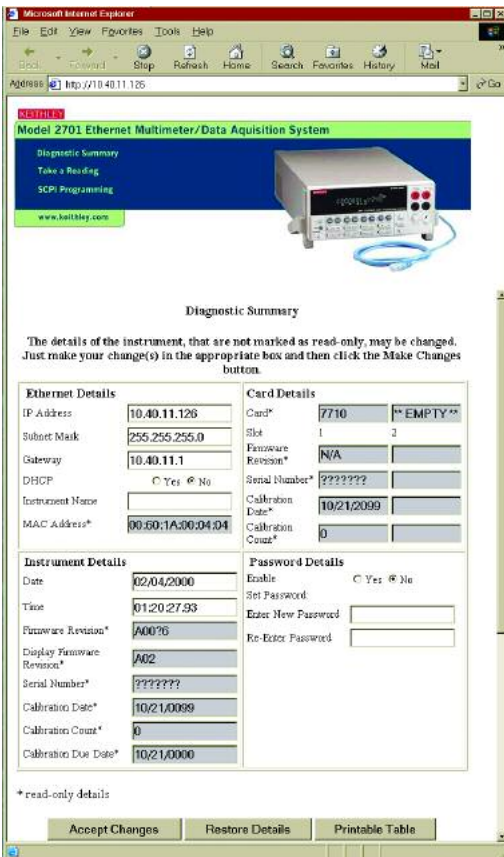 Microsoft Internet Explorer
File Edit View Favorites Tools Help
Back Forward Stop Refresh Home Search Favorites History Mail
Address http://10.40.11.126 Go
KEITHLEY
Model 2701 Ethernet Multimeter/Data Aquisition System
Diagnostic Summary
Take a Reading
SCPI Programming
www.keithley.com
Diagnostic Summary
The details of the instrument, that are not marked as read-only, may be changed.
Just make your change(s) in the appropriate box and then click the Make Changes
button.
Ethernet Details
IP Address 10.40.11.126
Subnet Mask 255.255.255.0
Gateway 10.40.11.1
DHCP Yes No
Instrument Name
MAC Address* 00:60:1A:00:04:04
Card Details
Card* 7710 ** EMPTY **
Slot 1 2
Firmware
Revision* N/A
Serial Number* ???????
Calibration
Date* 10/21/2099
Calibration
Count* 0
Instrument Details
Date 02/04/2000
Time 01:20:27.93
Firmware Revision* A00?6
Display Firmware
Revision* A02
Serial Number* ???????
Calibration Date* 10/21/0099
Calibration Count* 0
Calibration Due Date* 10/21/0000
Password Details
Enable Yes No
Set Password:
Enter New Password
Re-Enter Password
* read-only details
Accept Changes Restore Details Printable Table